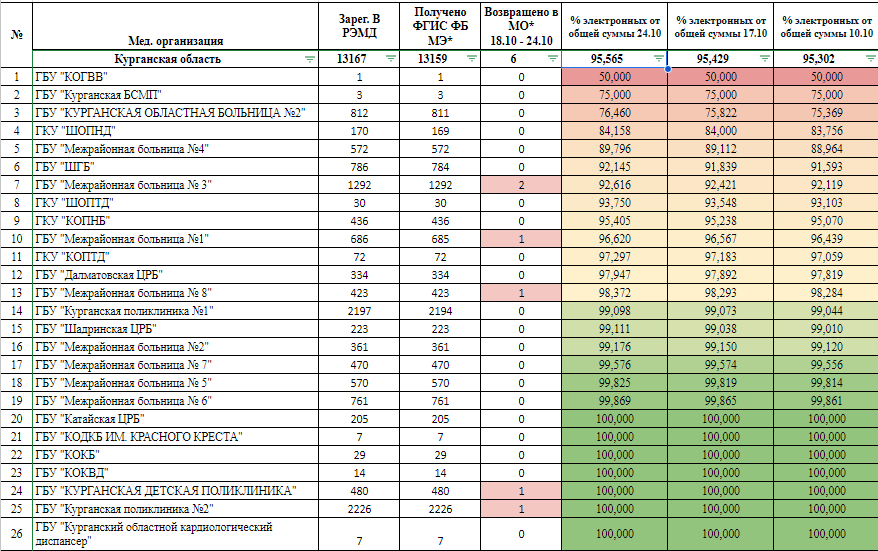 № Мед. организация Зарег. В РЭМД Получено ФГИС ФБ МЭ* Возвращено в МО* 18.10 - 24.10 % электронных от общей суммы 24.10 % электронных от общей суммы 17.10 % электронных от общей суммы 10.10
Курганская область 13167 13159 6 95,565 95,429 95,302
1 ГБУ "КОГВВ" 1 1 0 50,000 50,000 50,000
2 ГБУ "Курганская БСМП" 3 3 0 75,000 75,000 75,000
3 ГБУ "КУРГАНСКАЯ ОБЛАСТНАЯ БОЛЬНИЦА №2" 812 811 0 76,460 75,822 75,369
4 ГКУ "ШОПНД" 170 169 0 84,158 84,000 83,756
5 ГБУ "Межрайонная больница №4" 572 572 0 89,796 89,112 88,964
6 ГБУ "ШГБ" 786 784 0 92,145 91,839 91,593
7 ГБУ "Межрайонная больница № 3" 1292 1292 2 92,616 92,421 92,119
8 ГКУ "ШОПТД" 30 30 0 93,750 93,548 93,103
9 ГКУ "КОПНБ" 436 436 0 95,405 95,238 95,070
10 ГБУ "Межрайонная больница №1" 686 685 1 96,620 96,567 96,439
11 ГКУ "КОПТД" 72 72 0 97,297 97,183 97,059
12 ГБУ "Далматовская ЦРБ" 334 334 0 97,947 97,892 97,819
13 ГБУ "Межрайонная больница № 8" 423 423 1 98,372 98,293 98,284
14 ГБУ "Курганская поликлиника №1" 2197 2194 0 99,098 99,073 99,044
15 ГБУ "Шадринская ЦРБ" 223 223 0 99,111 99,038 99,010
16 ГБУ "Межрайонная больница №2" 361 361 0 99,176 99,150 99,120
17 ГБУ "Межрайонная больница № 7" 470 470 0 99,576 99,574 99,556
18 ГБУ "Межрайонная больница № 5" 570 570 0 99,825 99,819 99,814
19 ГБУ "Межрайонная больница № 6" 761 761 0 99,869 99,865 99,861
20 ГБУ "Катайская ЦРБ" 205 205 0 100,000 100,000 100,000
21 ГБУ "КОДКБ ИМ. КРАСНОГО КРЕСТА" 7 7 0 100,000 100,000 100,000
22 ГБУ "КОКБ" 29 29 0 100,000 100,000 100,000
23 ГБУ "КОКВД" 14 14 0 100,000 100,000 100,000
24 ГБУ "КУРГАНСКАЯ ДЕТСКАЯ ПОЛИКЛИНИКА" 480 480 1 100,000 100,000 100,000
25 ГБУ "Курганская поликлиника №2" 2226 2226 1 100,000 100,000 100,000
26 ГБУ "Курганский областной кардиологический диспансер" 7 7 0 100,000 100,000 100,000